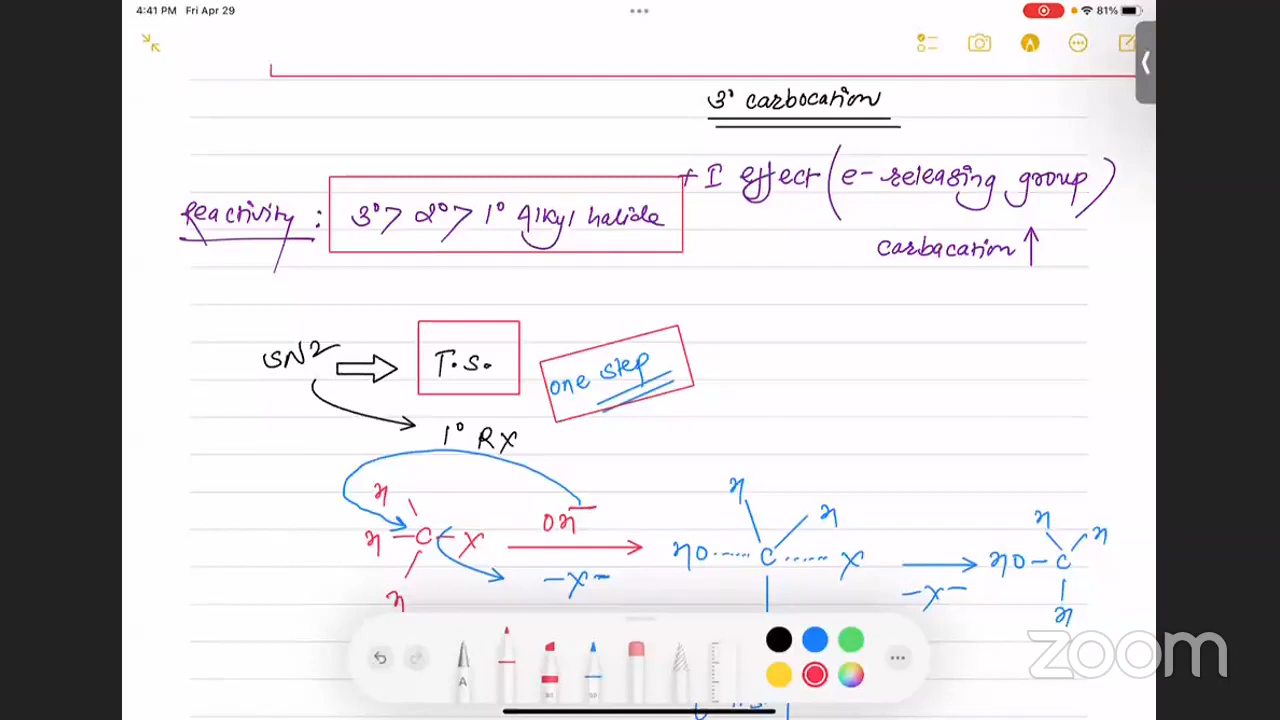 4:41 PM Fri Apr 29
81%
3° carbocation
+ I effect (e- releasing group)
Reactivity : 3° > 2° > 1° Alkyl halide
carbacation ↑
SN2 ⇒ T.S. one step
1° RX
H H H
H – C – X OH⁻ HO ····· C ····· X HO – C H
– X – – X –
H H
A
zoom